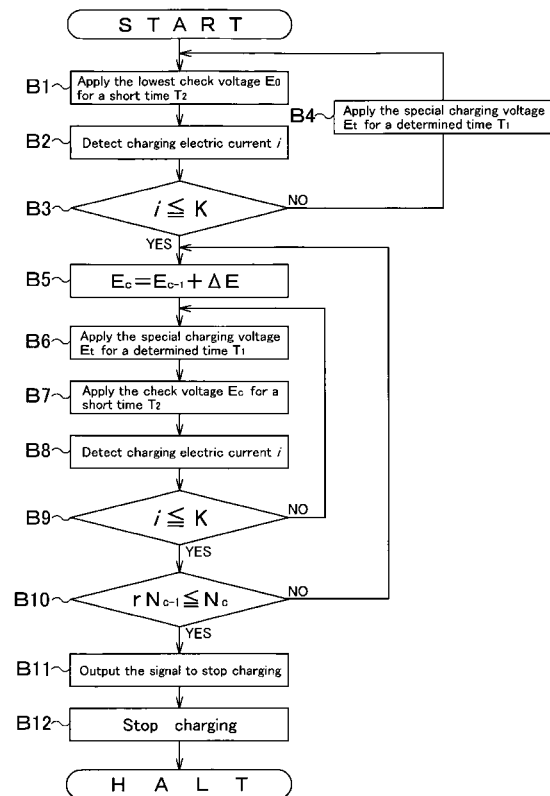 START
B1
Apply the lowest check voltage E0
for a short time T2
B4
Apply the special charging voltage
Et for a determined time T1
B2
Detect charging electric current i
B3
i ≦ K
NO
YES
B5
Ec=Ec-1+ΔE
B6
Apply the special charging voltage
Et for a determined time T1
B7
Apply the check voltage Ec for a
short time T2
B8
Detect charging electric current i
B9
i ≦ K
NO
YES
B10
rNc-1≦Nc
NO
YES
B11
Output the signal to stop charging
B12
Stop charging
HALT